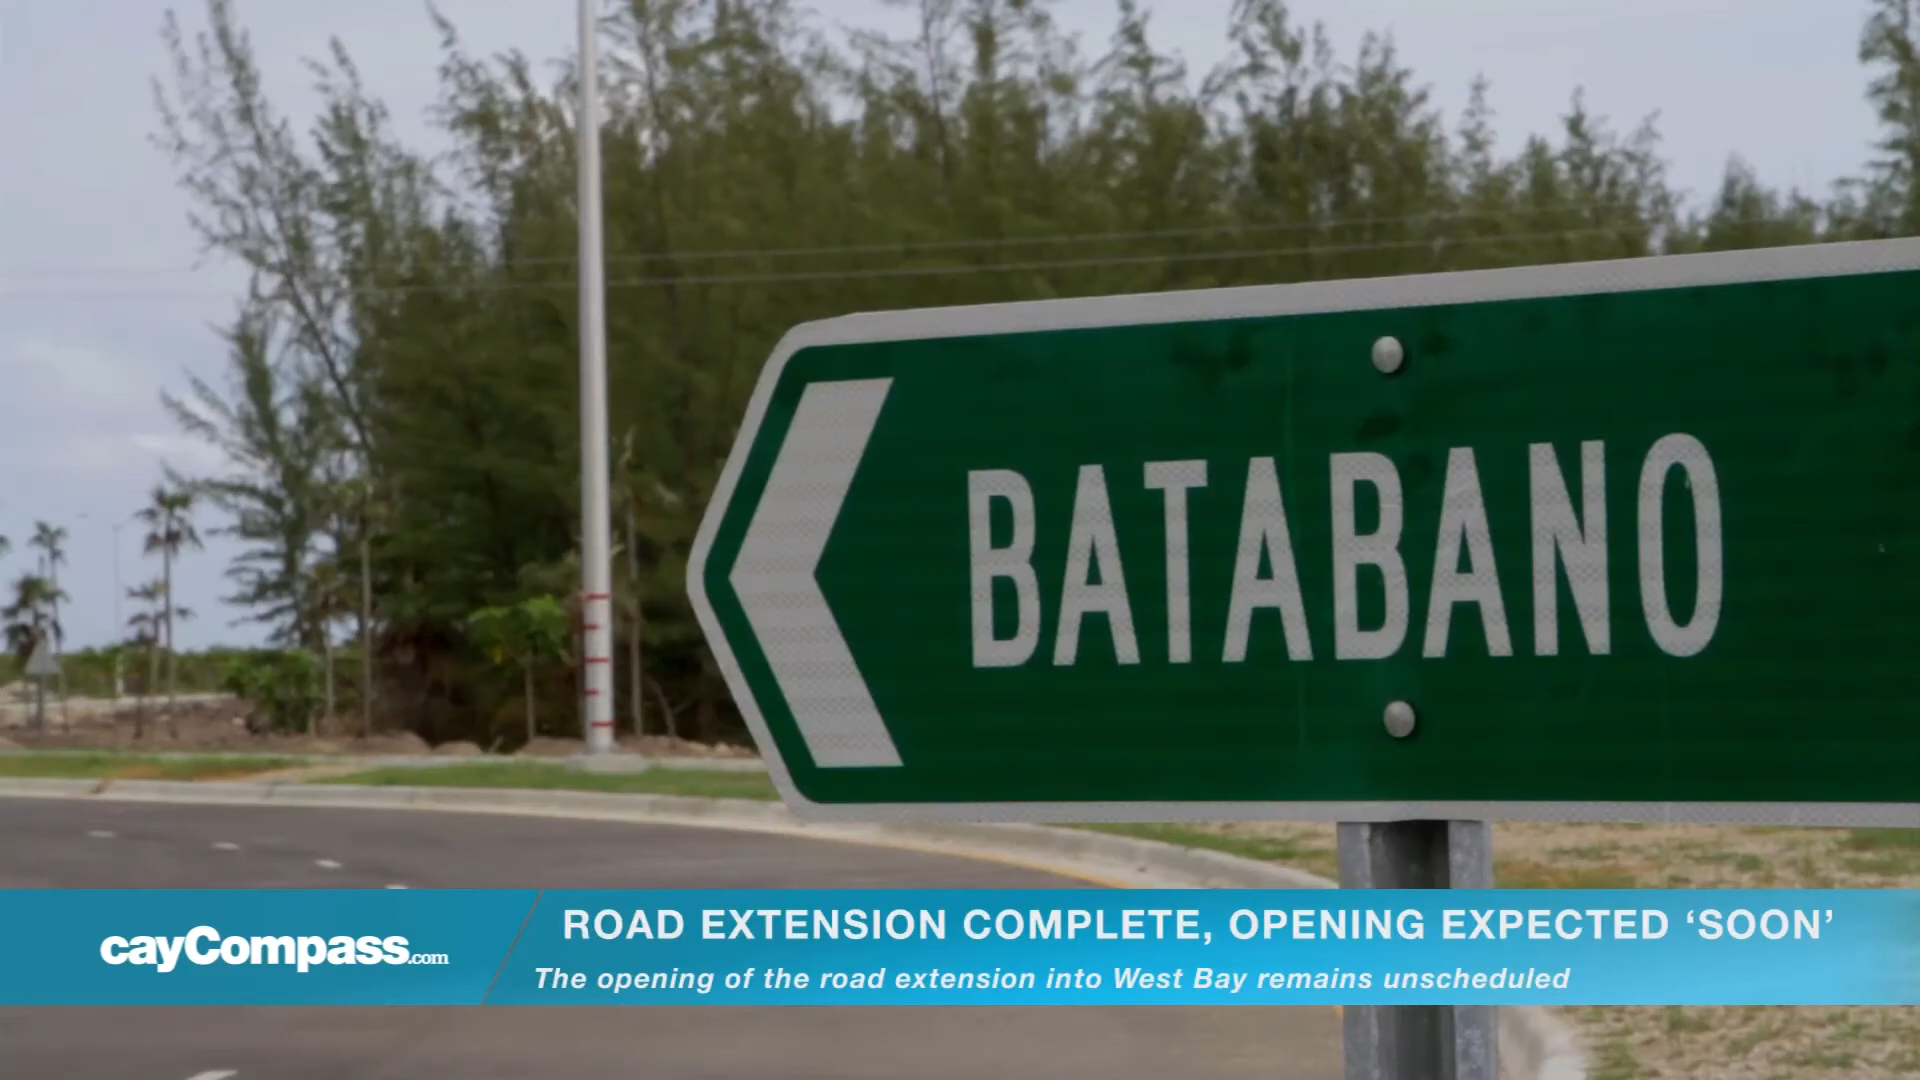 BATABANO
cayCompass.com
ROAD EXTENSION COMPLETE, OPENING EXPECTED ‘SOON’
The opening of the road extension into West Bay remains unscheduled